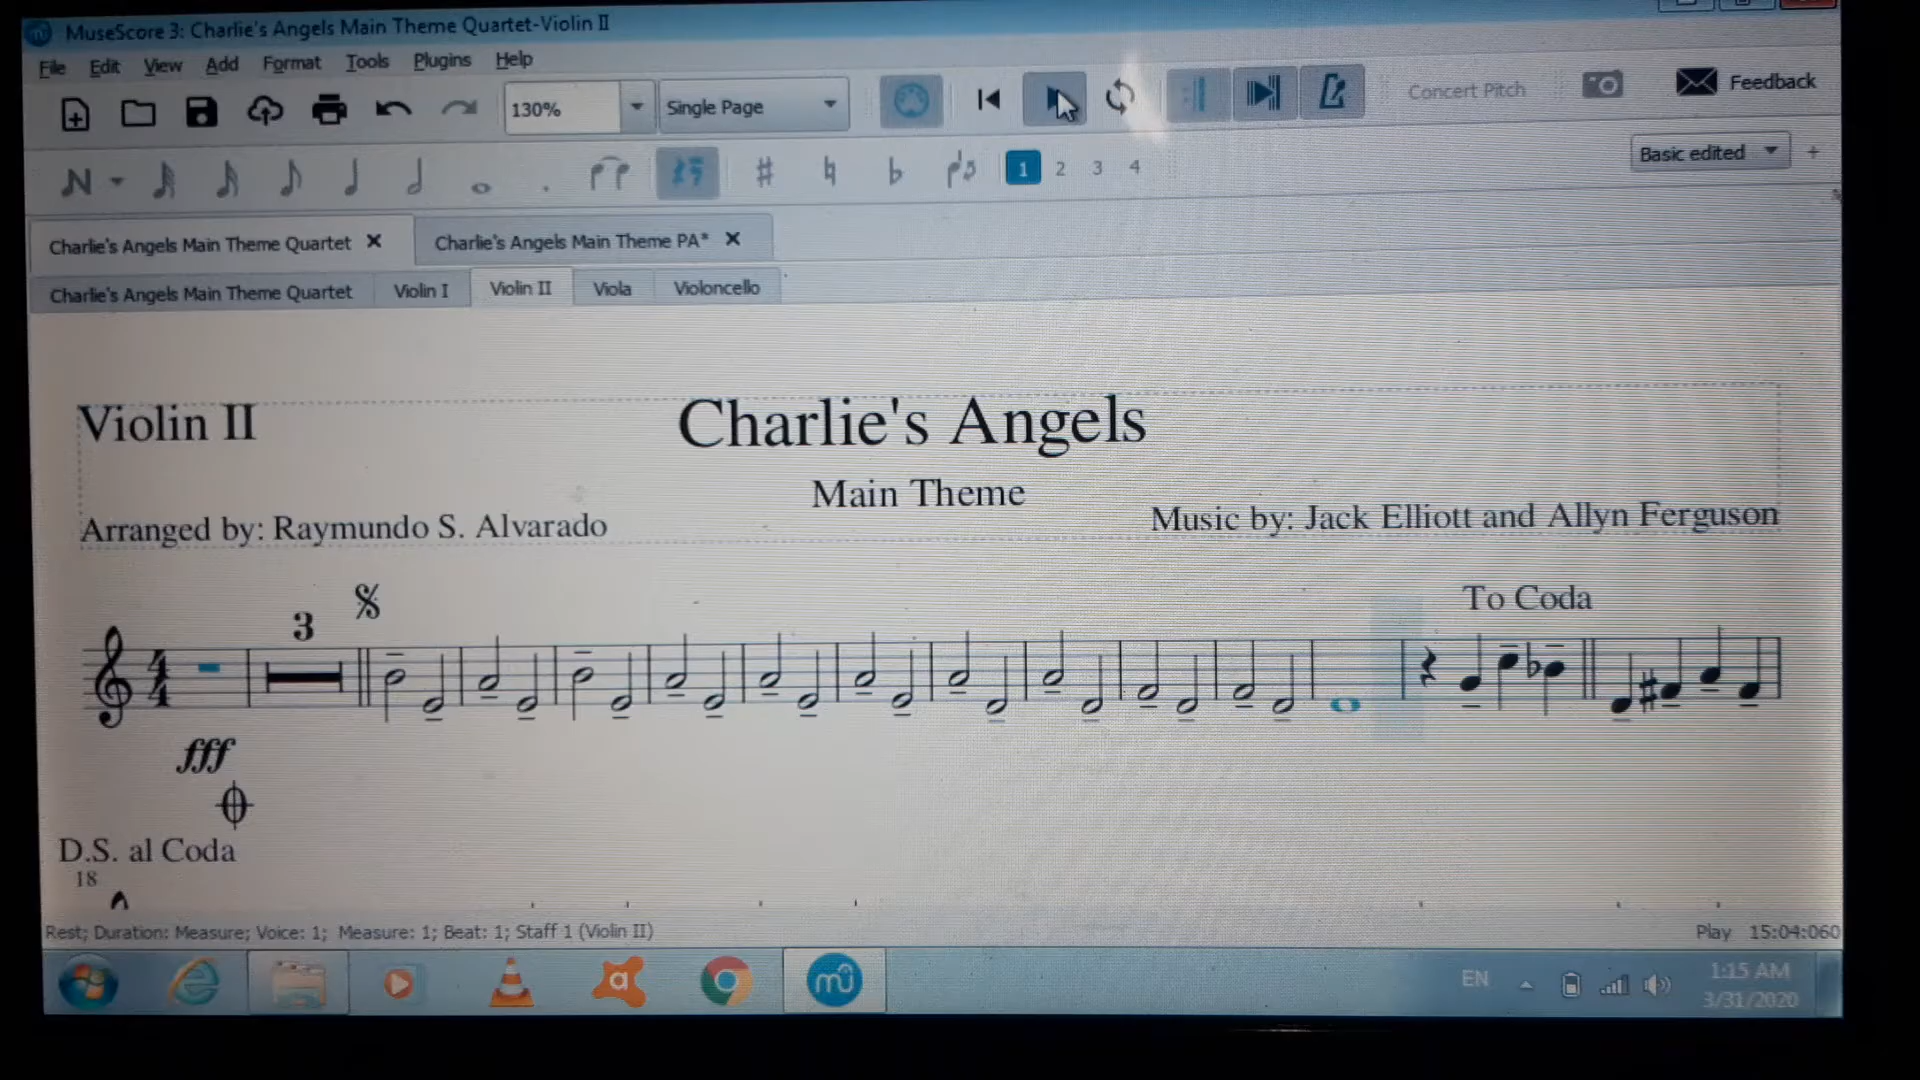 MuseScore 3: Charlie's Angels Main Theme Quartet-Violin II
File Edit View Add Format Tools Plugins Help
130% Single Page Concert Pitch Feedback
1 2 3 4 Basic edited +
Charlie's Angels Main Theme Quartet X Charlie's Angels Main Theme PA* X
Charlie's Angels Main Theme Quartet Violin I Violin II Viola Violoncello
Violin II
Charlie's Angels
Main Theme
Arranged by: Raymundo S. Alvarado
Music by: Jack Elliott and Allyn Ferguson
To Coda
3
4
4
fff
D.S. al Coda
18
Rest; Duration: Measure; Voice: 1; Measure: 1; Beat: 1; Staff 1 (Violin II) Play 15:04:060
EN 1:15 AM
3/31/2020